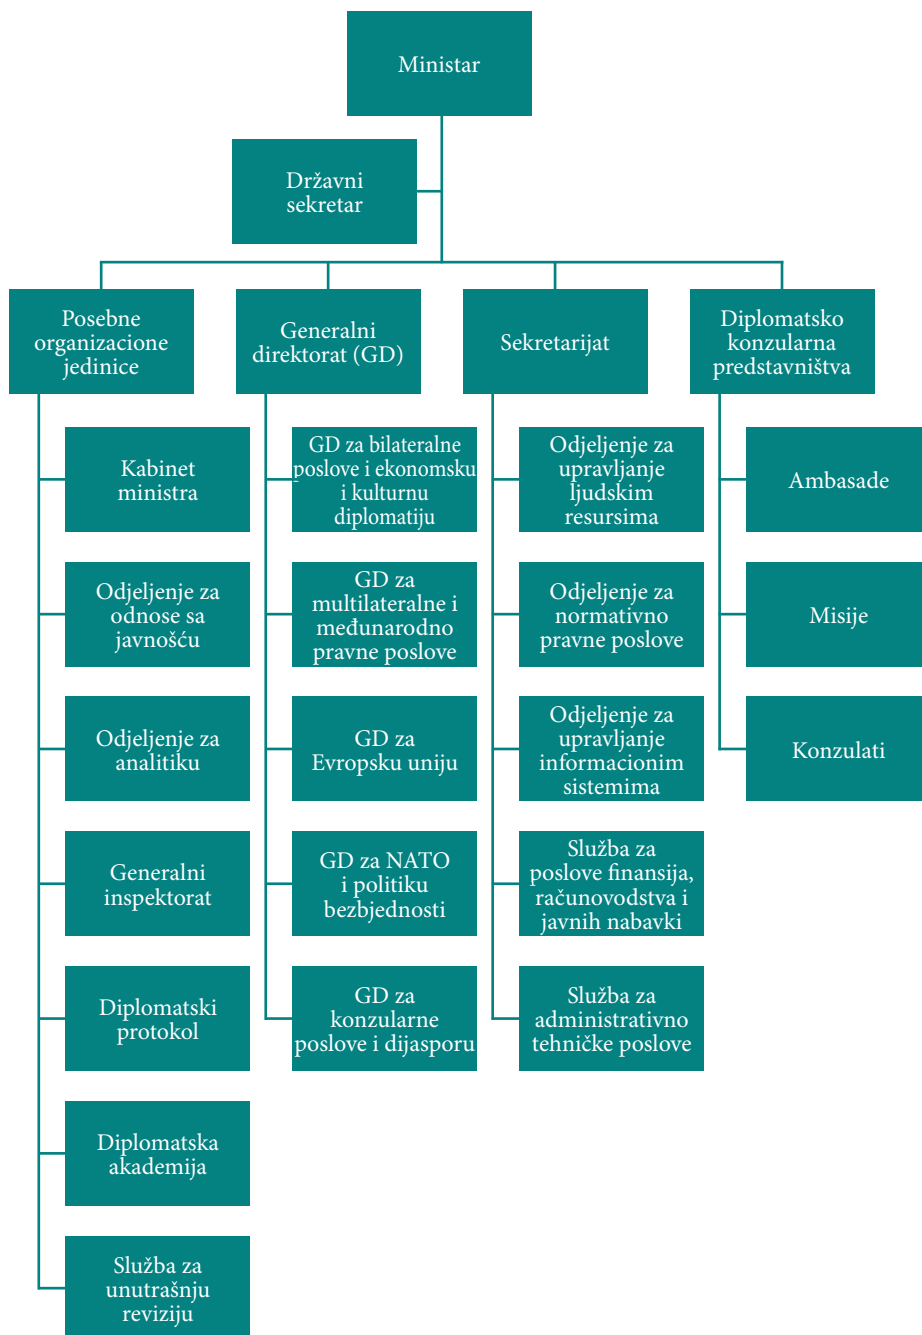 Ministar
Državni
sekretar
Posebne
organizacione
jedinice
Generalni
direktorat (GD)
Sekretarijat
Diplomatsko
konzularna
predstavništva
Kabinet
ministra
Odjeljenje za
odnose sa
javnošću
Odjeljenje za
analitiku
Generalni
inspektorat
Diplomatski
protokol
Diplomatska
akademija
Služba za
unutrašnju
reviziju
GD za bilateralne
poslove i ekonomsku
i kulturnu
diplomatiju
GD za
multilateralne i
međunarodno
pravne poslove
GD za
Evropsku uniju
GD za NATO
i politiku
bezbjednosti
GD za
konzularne
poslove i dijasporu
Odjeljenje za
upravljanje
ljudskim
resursima
Odjeljenje za
normativno
pravne poslove
Odjeljenje za
upravljanje
informacionim
sistemima
Služba za
poslove finansija,
računovodstva i
javnih nabavki
Služba za
administrativno
tehničke poslove
Ambasade
Misije
Konzulati